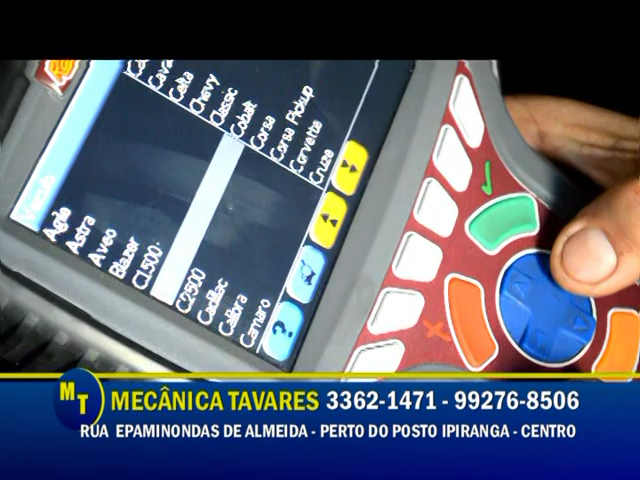 Veículo
Agile
Astra
Aveo
Blazer
C1500
C2500
Cadillac
Calibra
Camaro
Celta
Chevy
Classic
Cobalt
Corsa
Corsa Pickup
Corvette
Cruze
?
MT
MECÂNICA TAVARES 3362-1471 - 99276-8506
RUA EPAMINONDAS DE ALMEIDA - PERTO DO POSTO IPIRANGA - CENTRO